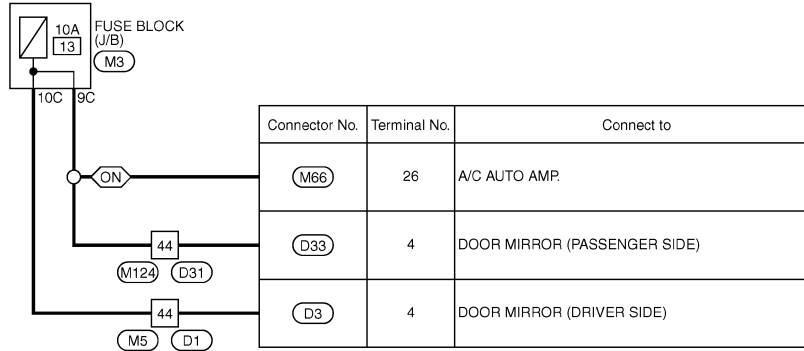 FUSE BLOCK
(J/B)
10A
13
M3
10C 9C
Connector No. Terminal No. Connect to
ON
M66 26 A/C AUTO AMP.
44
D33 4 DOOR MIRROR (PASSENGER SIDE)
M124 D31
44
D3 4 DOOR MIRROR (DRIVER SIDE)
M5 D1